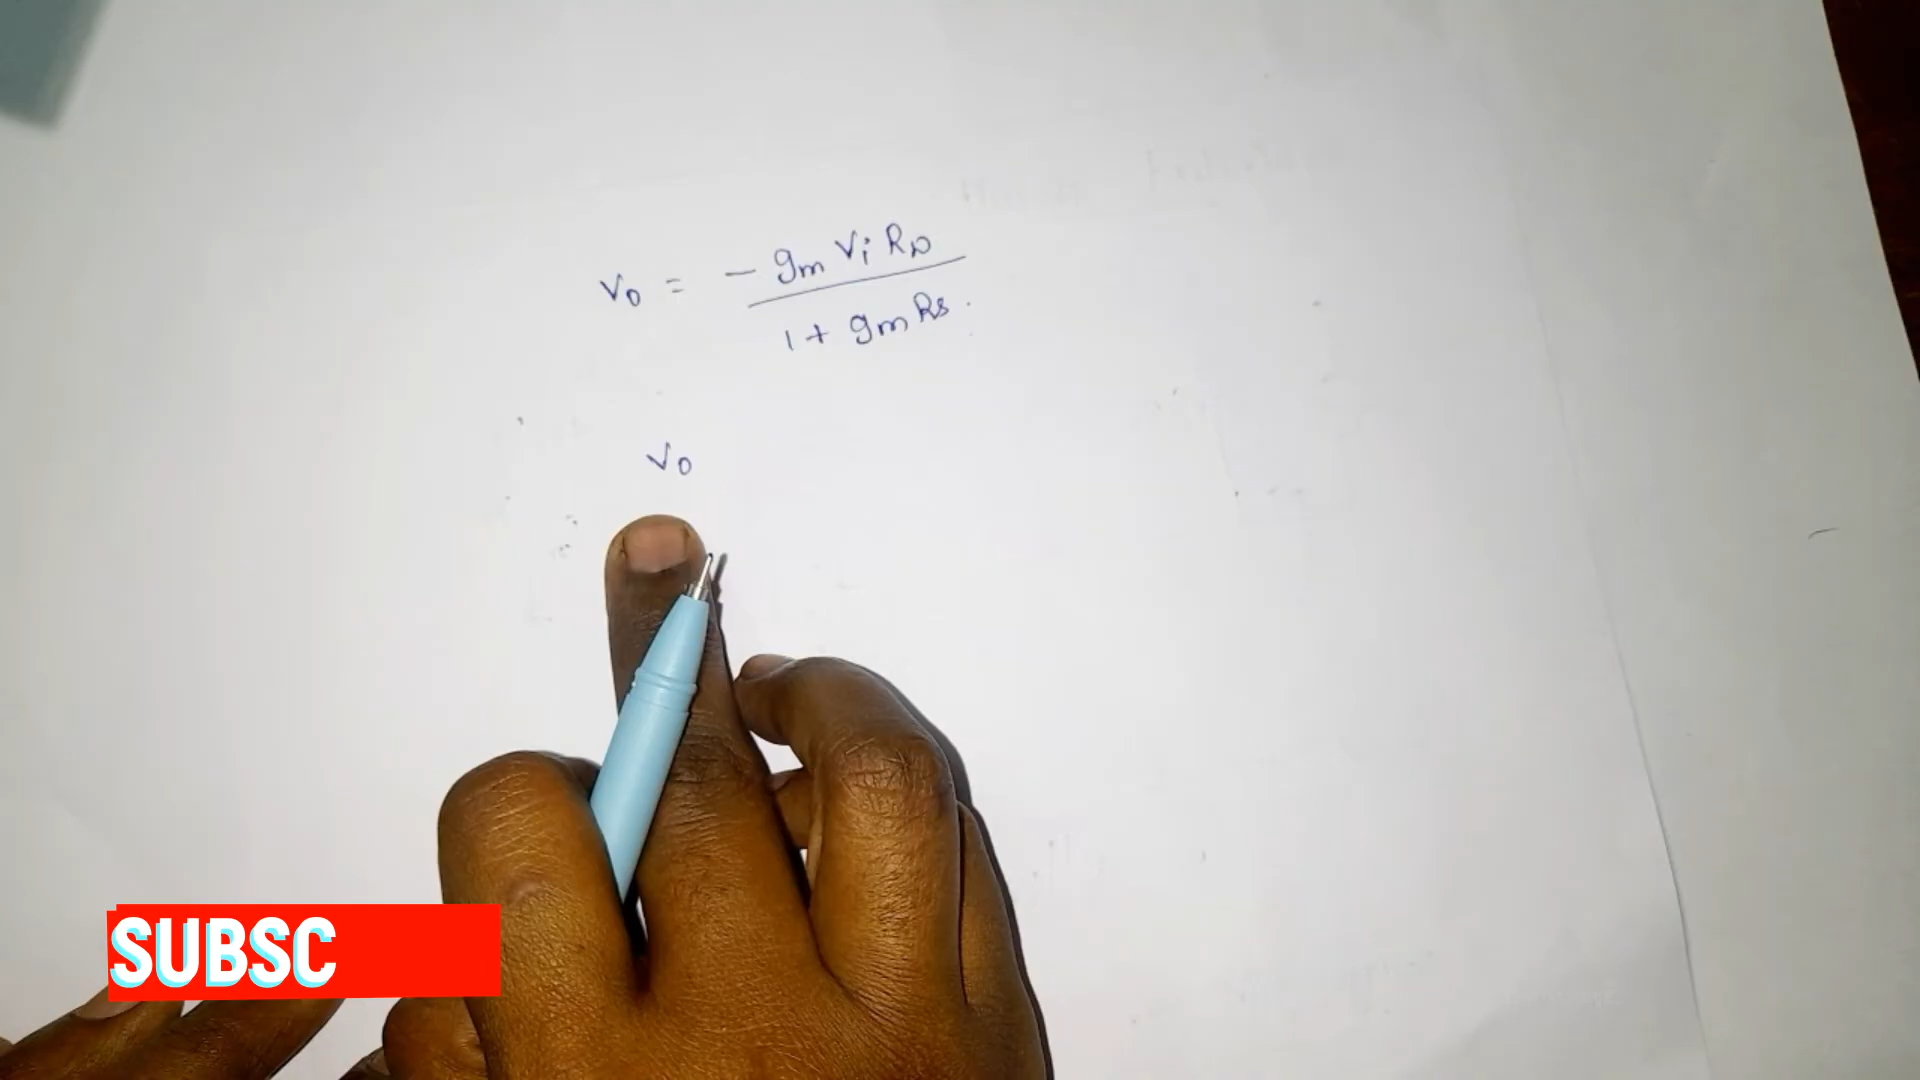 V0 = - gm Vi RD / 1 + gm Rs.
V0
SUBSC